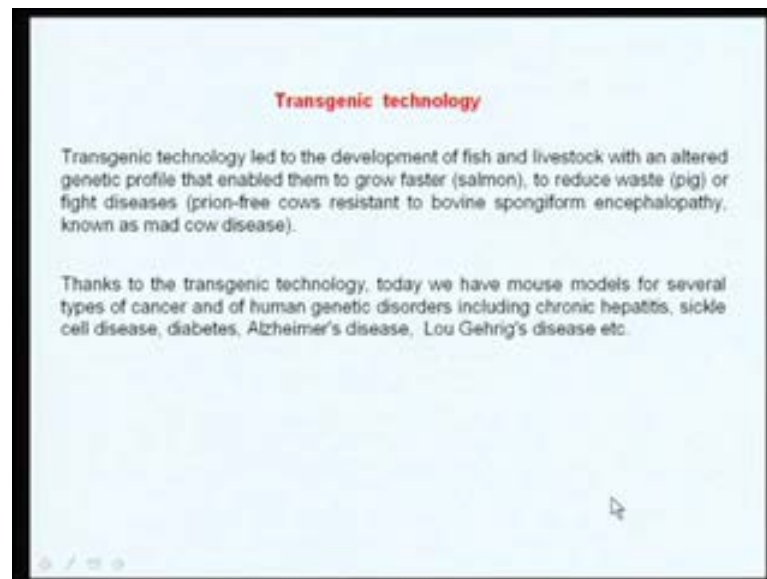 Transgenic technology
Transgenic technology led to the development of fish and livestock with an altered
genetic profile that enabled them to grow faster (salmon), to reduce waste (pig) or
fight diseases (prion-free cows resistant to bovine spongiform encephalopathy,
known as mad cow disease).
Thanks to the transgenic technology, today we have mouse models for several
types of cancer and of human genetic disorders including chronic hepatitis, sickle
cell disease, diabetes, Alzheimer's disease, Lou Gehrig's disease etc.